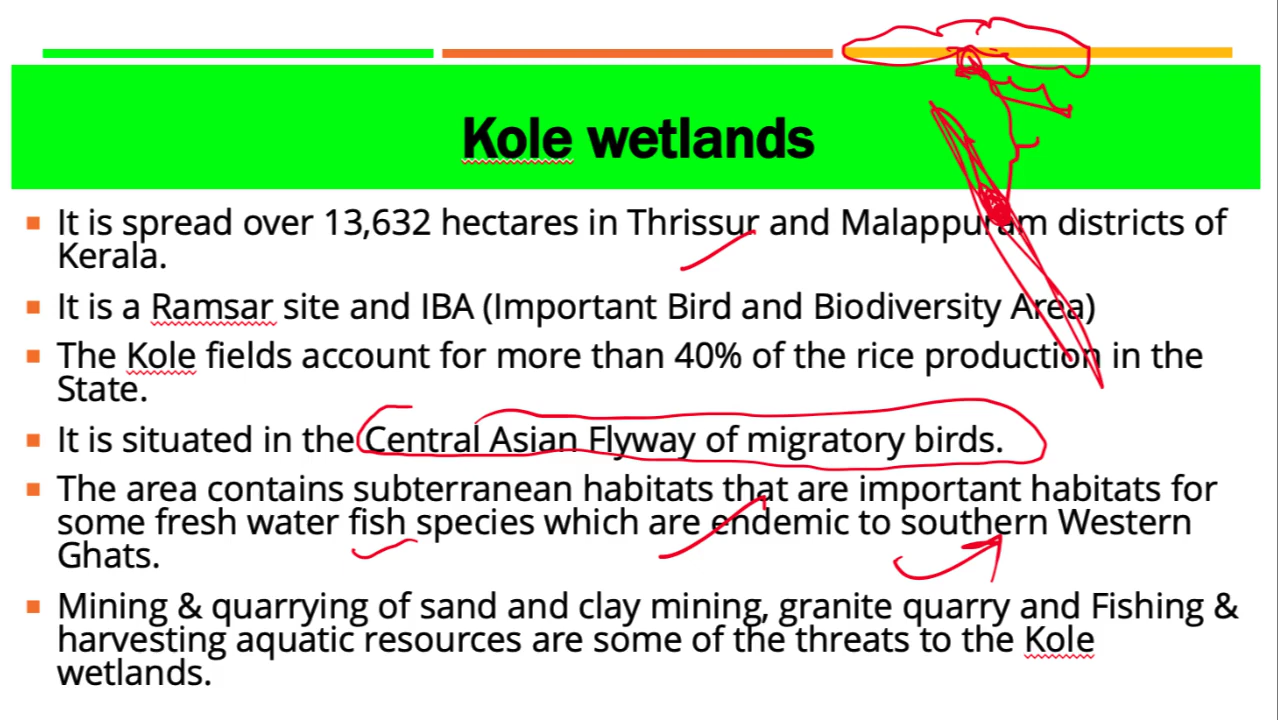 Kole wetlands
It is spread over 13,632 hectares in Thrissur and Malappuram districts of
Kerala.
It is a Ramsar site and IBA (Important Bird and Biodiversity Area)
The Kole fields account for more than 40% of the rice production in the
State.
It is situated in the Central Asian Flyway of migratory birds.
The area contains subterranean habitats that are important habitats for
some fresh water fish species which are endemic to southern Western
Ghats.
Mining & quarrying of sand and clay mining, granite quarry and Fishing &
harvesting aquatic resources are some of the threats to the Kole
wetlands.